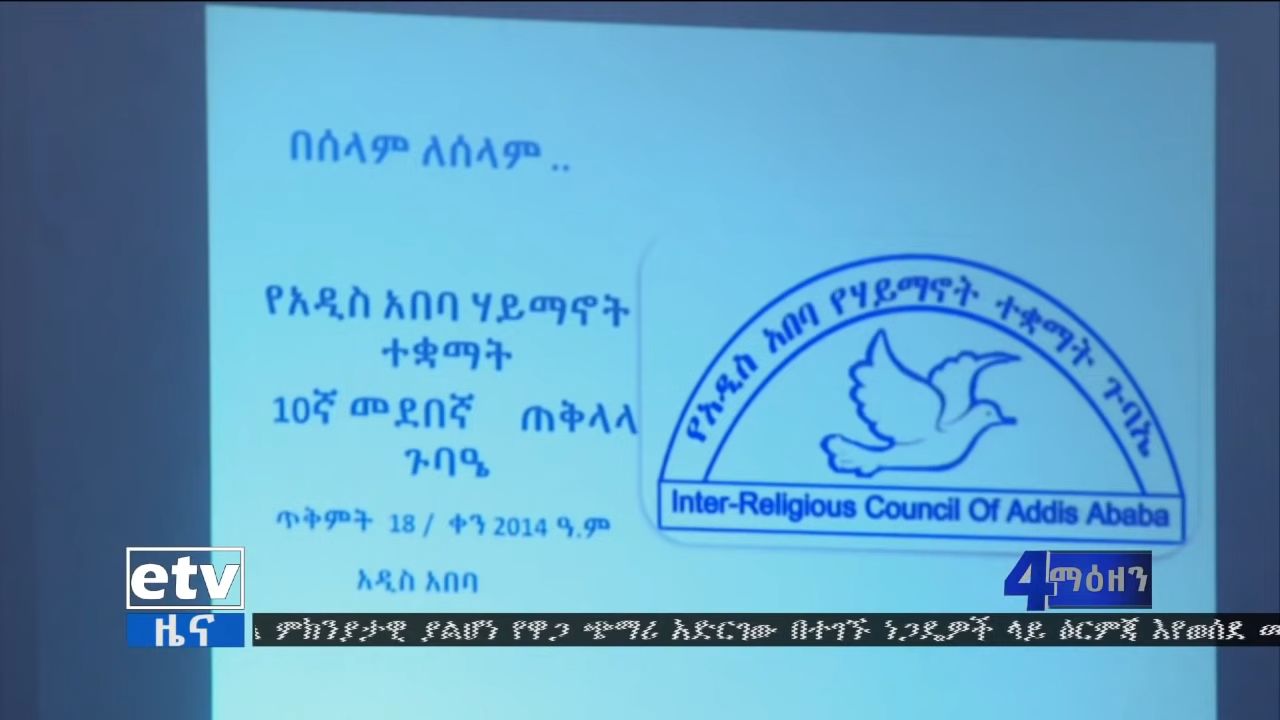 በሰላም ለሰላም ..
የአዲስ አበባ ሃይማኖት
ተቋማት
10ኛ መደበኛ ጠቅላላ
ጉባዔ
ጥቅምት 18 / ቀን 2014 ዓ.ም
አዲስ አበባ
የአዲስ አበባ የሃይማኖት ተቋማት ጉባኤ
Inter-Religious Council Of Addis Ababa
etv
ዜና
4ማዕዘን
ምክንያታዊ ያልሆነ የዋጋ ጭማሪ አድርገው በተገኙ ነጋዴዎች ላይ ዕርምጃ እየወሰደ